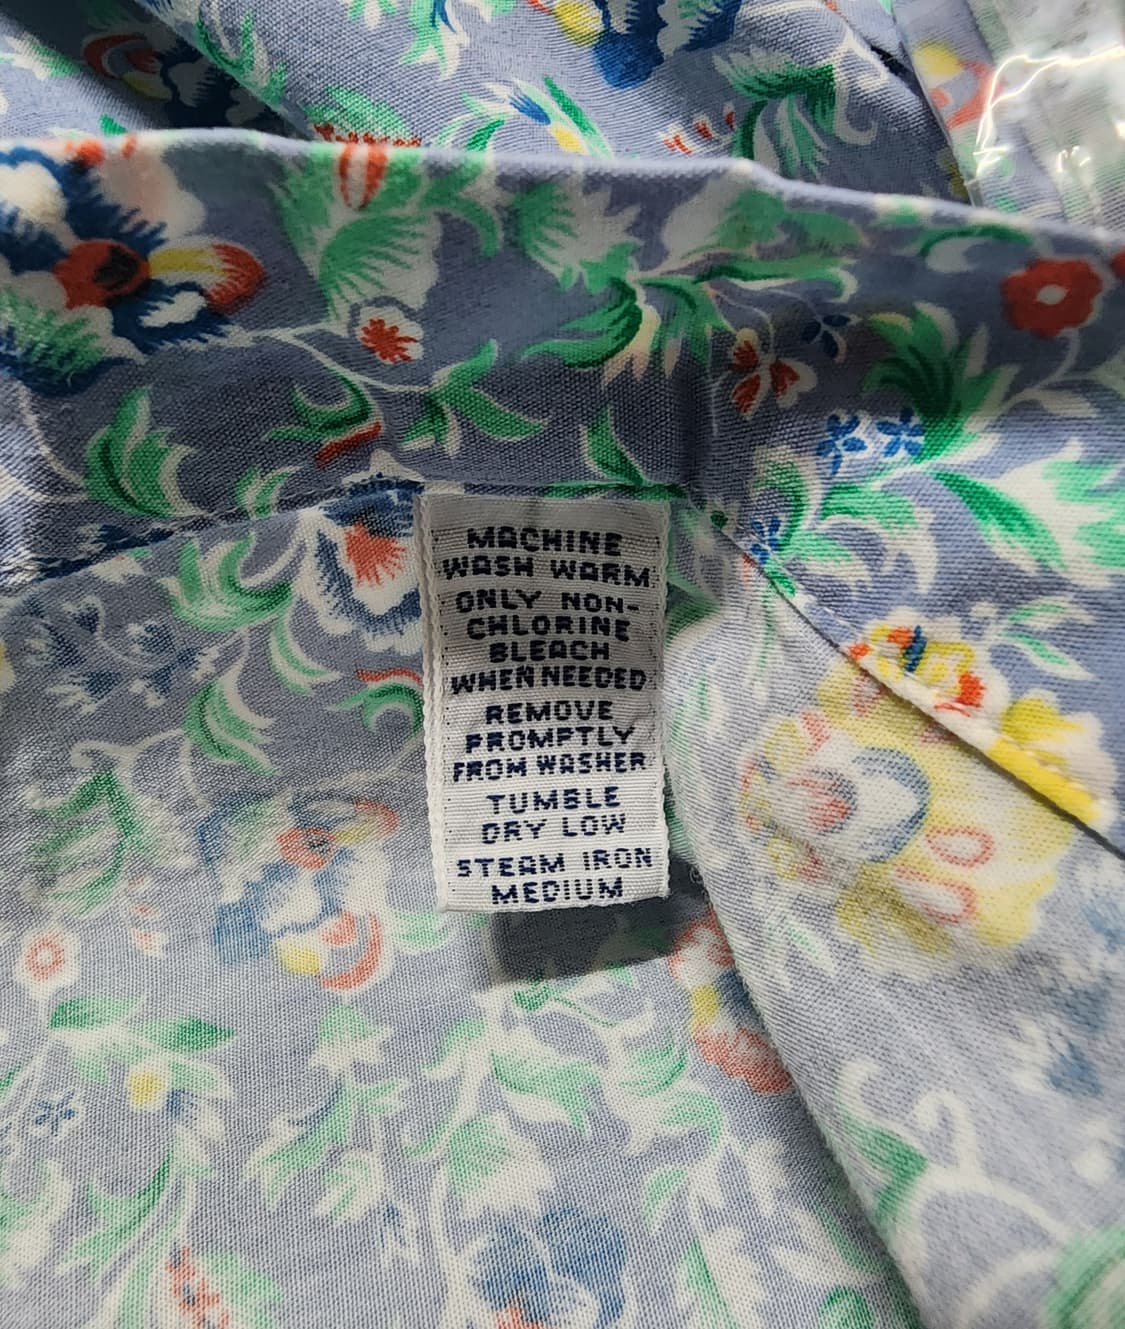 MACHINE
WASH WARM
ONLY NON-
CHLORINE
BLEACH
WHEN NEEDED
REMOVE
PROMPTLY
FROM WASHER
TUMBLE
DRY LOW
STEAM IRON
MEDIUM